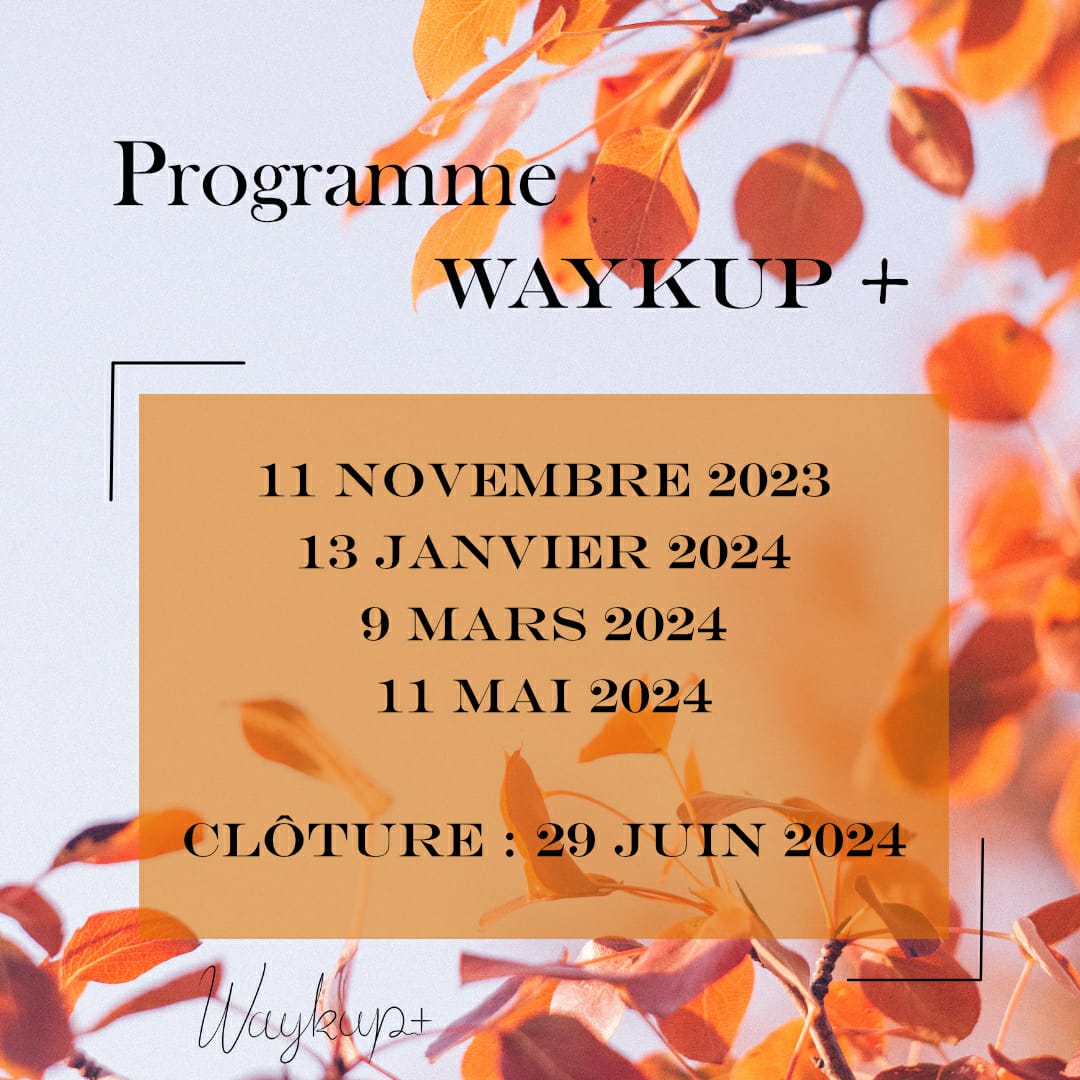 Programme
WAYKUP +
11 NOVEMBRE 2023
13 JANVIER 2024
9 MARS 2024
11 MAI 2024
CLÔTURE : 29 JUIN 2024
Waykup+